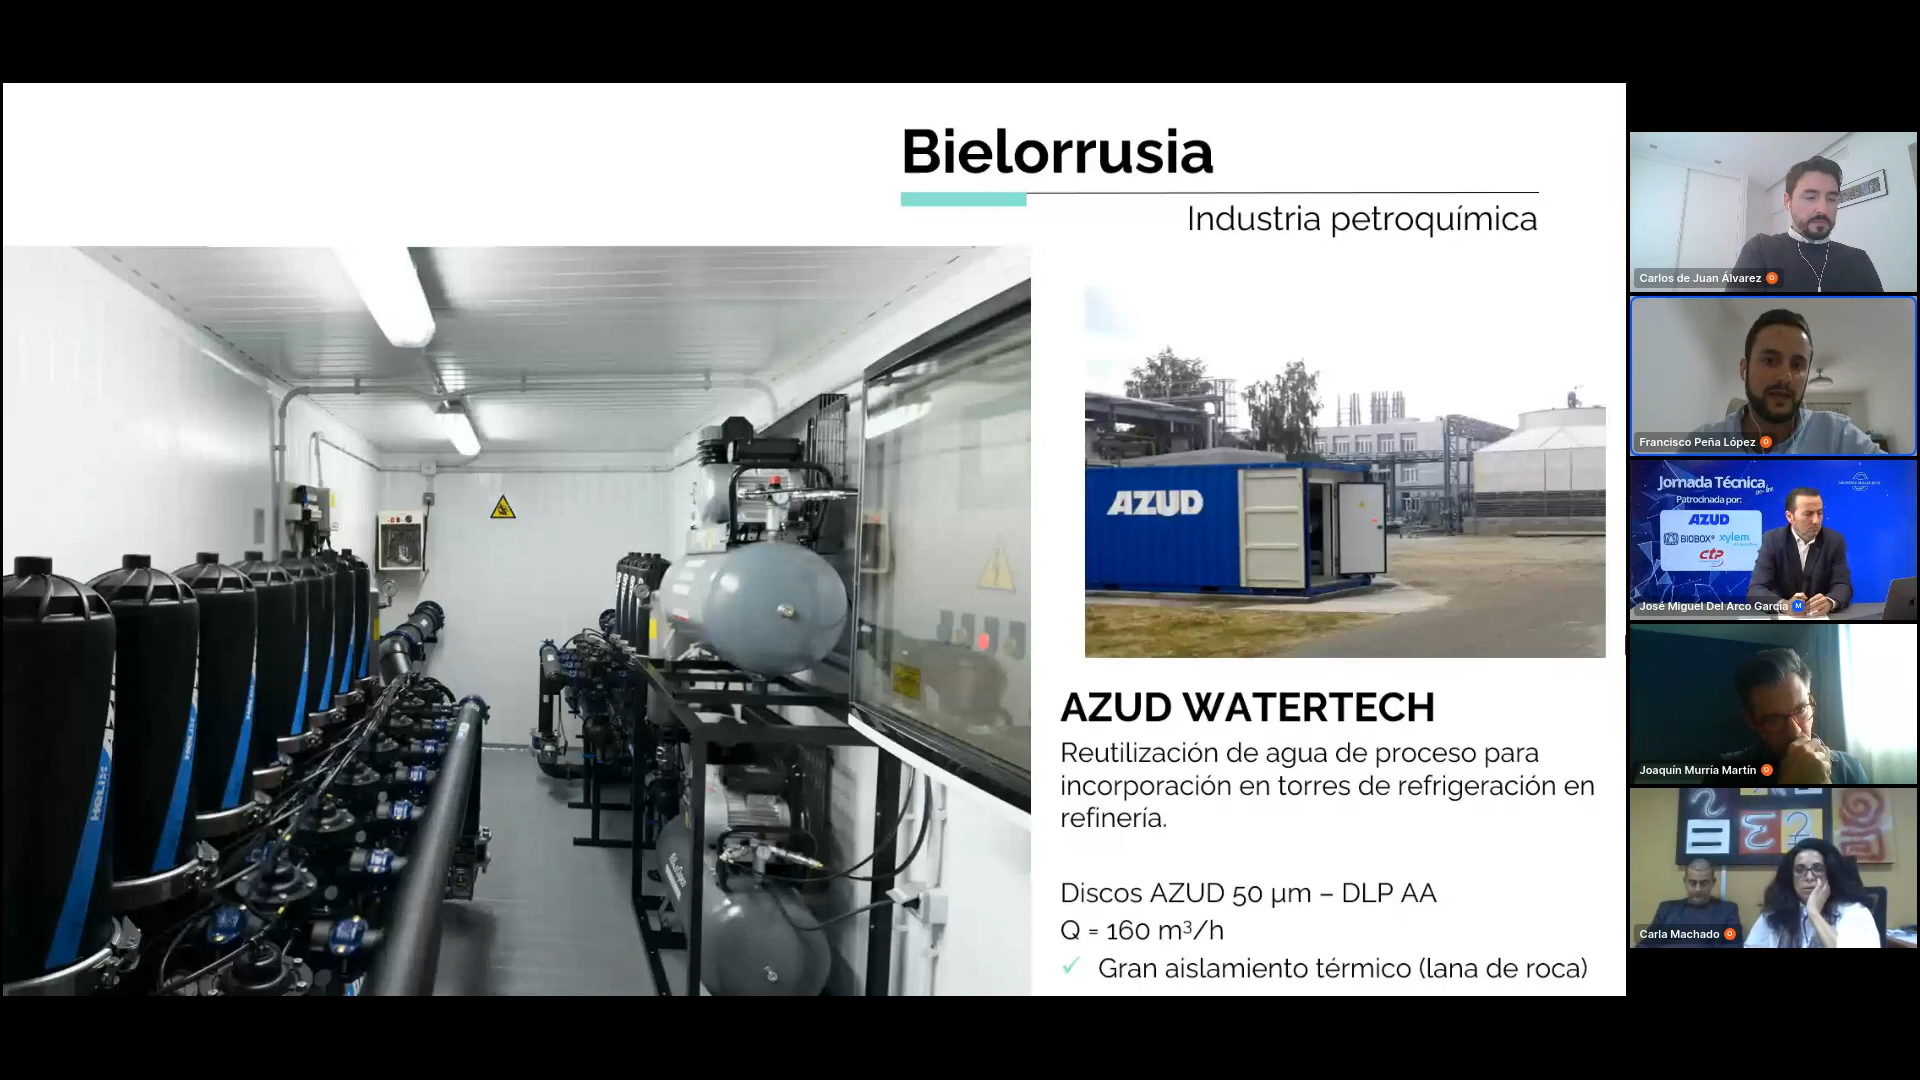 Bielorrusia
Industria petroquímica
AZUD
AZUD WATERTECH
Reutilización de agua de proceso para
incorporación en torres de refrigeración en
refinería.
Discos AZUD 50 µm – DLP AA
Q = 160 m³/h
✓ Gran aislamiento térmico (lana de roca)
HELIX
HELIX
Carlos de Juan Álvarez
Francisco Peña López
Jornada Técnica
Patrocinada por:
AZUD
BIOBOX® xylem
ctp
José Miguel Del Arco García M
Joaquín Murría Martín
Carla Machado